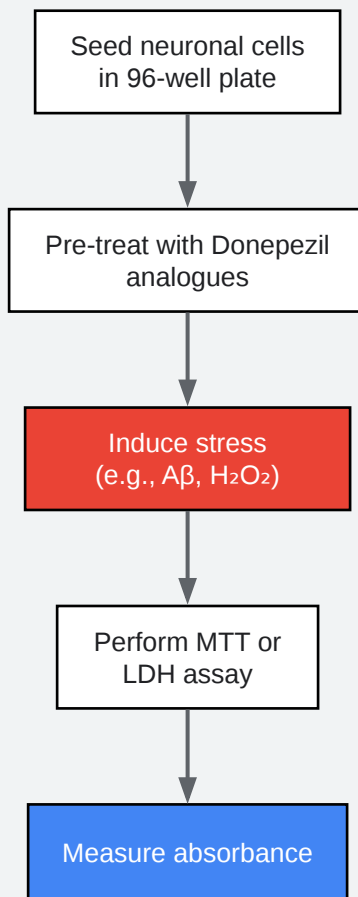 Seed neuronal cells
in 96-well plate
Pre-treat with Donepezil
analogues
Induce stress
(e.g., Aβ, H₂O₂)
Perform MTT or
LDH assay
Measure absorbance